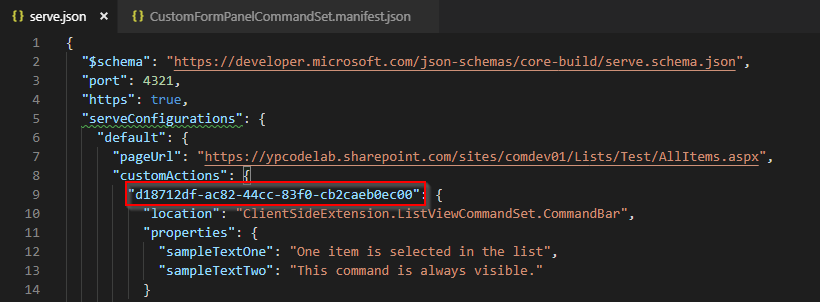 {} serve.json × {} CustomFormPanelCommandSet.manifest.json
1 {
2 "$schema": "https://developer.microsoft.com/json-schemas/core-build/serve.schema.json",
3 "port": 4321,
4 "https": true,
5 "serveConfigurations": {
6 "default": {
7 "pageUrl": "https://ypcodelab.sharepoint.com/sites/comdev01/Lists/Test/AllItems.aspx",
8 "customActions": {
9 "d18712df-ac82-44cc-83f0-cb2caeb0ec00": {
10 "location": "ClientSideExtension.ListViewCommandSet.CommandBar",
11 "properties": {
12 "sampleTextOne": "One item is selected in the list",
13 "sampleTextTwo": "This command is always visible."
14 }